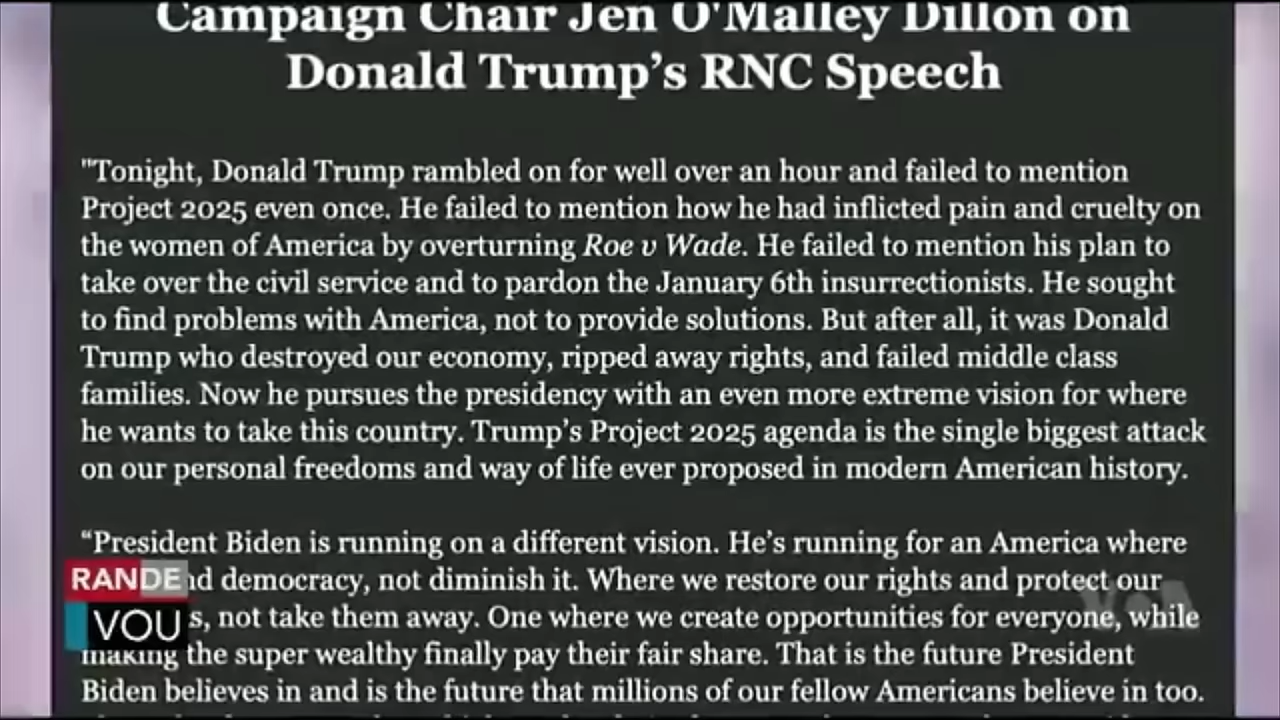 Campaign Chair Jen O'Malley Dillon on
Donald Trump’s RNC Speech
"Tonight, Donald Trump rambled on for well over an hour and failed to mention
Project 2025 even once. He failed to mention how he had inflicted pain and cruelty on
the women of America by overturning Roe v Wade. He failed to mention his plan to
take over the civil service and to pardon the January 6th insurrectionists. He sought
to find problems with America, not to provide solutions. But after all, it was Donald
Trump who destroyed our economy, ripped away rights, and failed middle class
families. Now he pursues the presidency with an even more extreme vision for where
he wants to take this country. Trump’s Project 2025 agenda is the single biggest attack
on our personal freedoms and way of life ever proposed in modern American history.
“President Biden is running on a different vision. He’s running for an America where
democracy, not diminish it. Where we restore our rights and protect our
not take them away. One where we create opportunities for everyone, while
making the super wealthy finally pay their fair share. That is the future President
Biden believes in and is the future that millions of our fellow Americans believe in too.
RANDE
VOU
VOA